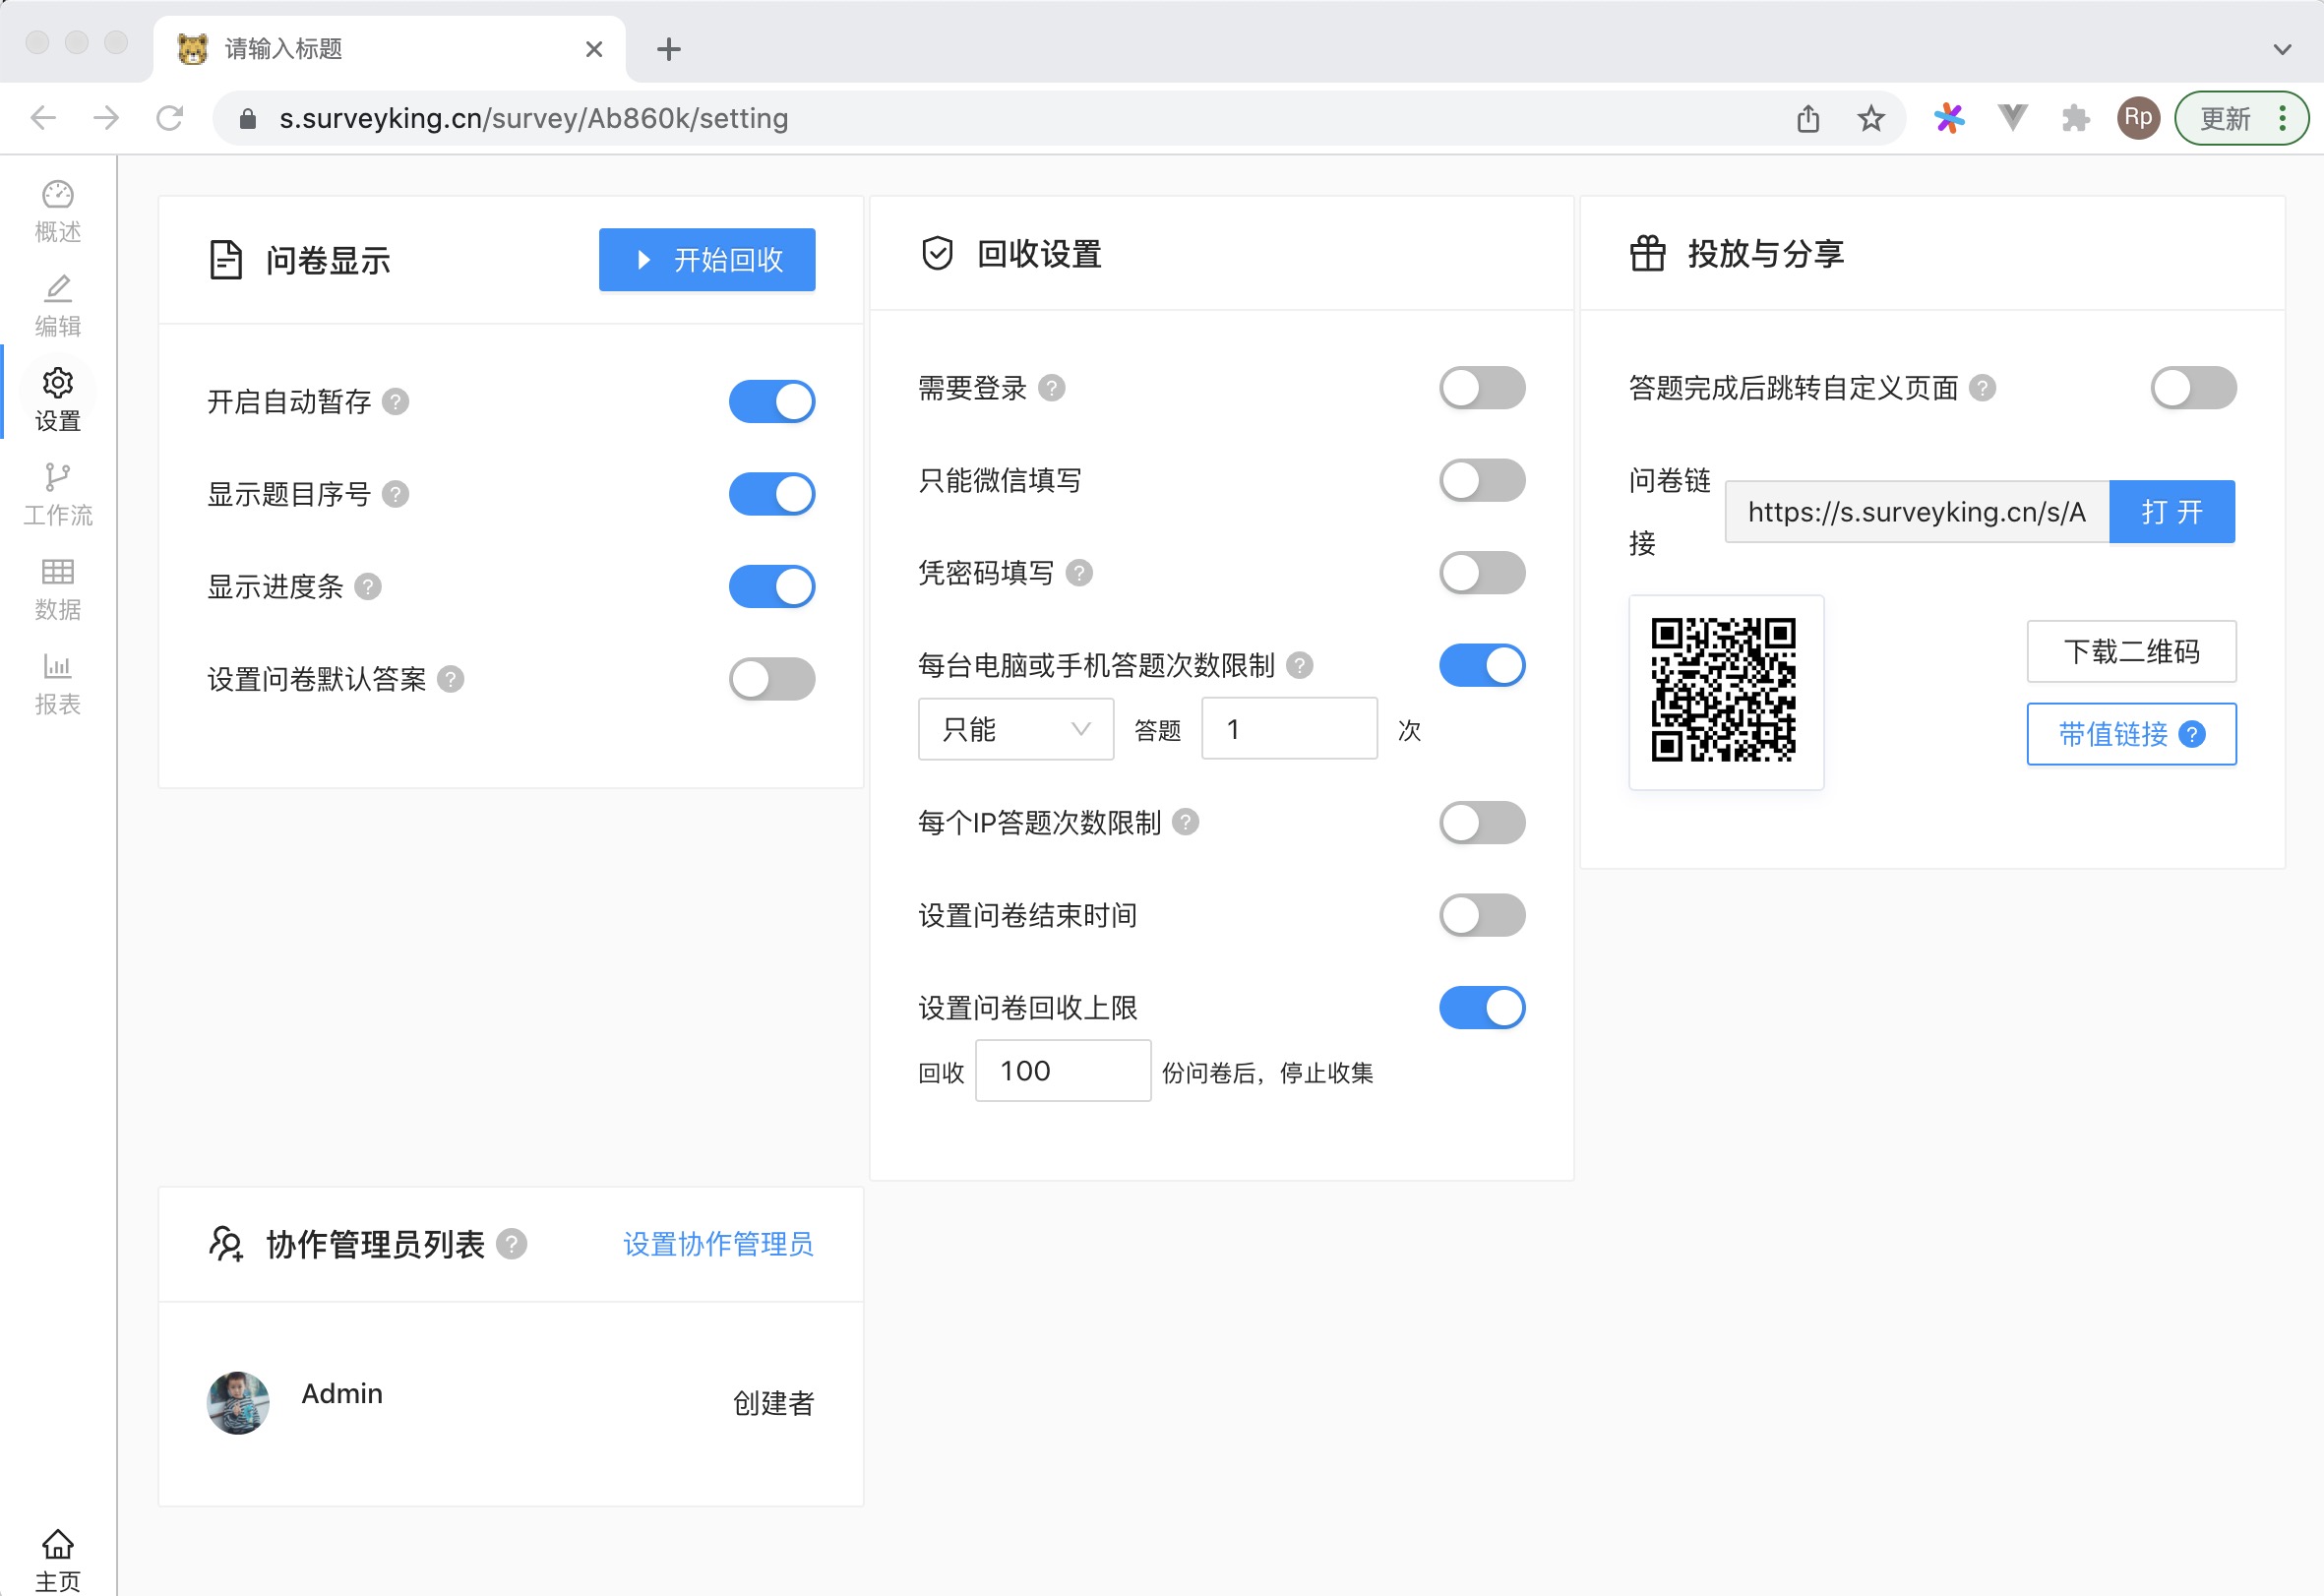 请输入标题
s.surveyking.cn/survey/Ab860k/setting
Rp
更新
概述
编辑
设置
工作流
数据
报表
主页
问卷显示
开始回收
开启自动暂存 ?
显示题目序号 ?
显示进度条 ?
设置问卷默认答案 ?
回收设置
需要登录 ?
只能微信填写
凭密码填写 ?
每台电脑或手机答题次数限制 ?
只能 答题 1 次
每个IP答题次数限制 ?
设置问卷结束时间
设置问卷回收上限
回收 100 份问卷后，停止收集
投放与分享
答题完成后跳转自定义页面 ?
问卷链
接
https://s.surveyking.cn/s/A 打 开
下载二维码
带值链接 ?
协作管理员列表 ? 设置协作管理员
Admin 创建者